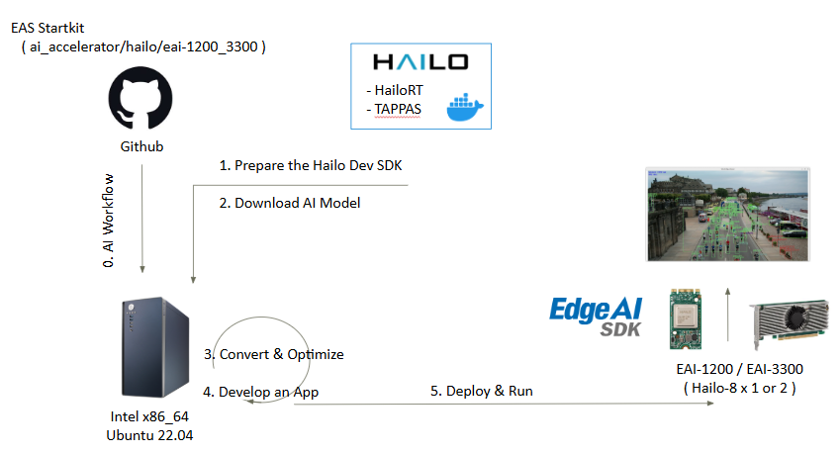 EAS Startkit
( ai_accelerator/hailo/eai-1200_3300 )
Github
0. AI Workflow
HAILO
- HailoRT
- TAPPAS
1. Prepare the Hailo Dev SDK
2. Download AI Model
3. Convert & Optimize
4. Develop an App
5. Deploy & Run
Intel x86_64
Ubuntu 22.04
Edge AI
SDK
EAI-1200 / EAI-3300
( Hailo-8 x 1 or 2 )